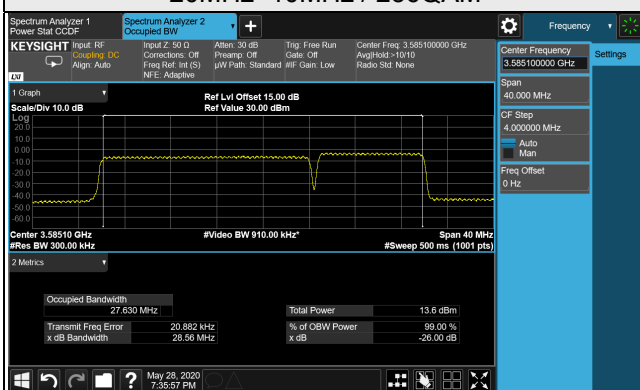 Spectrum Analyzer 1
Power Stat CCDF
Spectrum Analyzer 2
Occupied BW
Frequency
KEYSIGHT
Input: RF
Coupling: DC
Align: Auto
Input Z: 50 Ω
Corrections: Off
Freq Ref: Int (S)
NFE: Adaptive
Atten: 30 dB
Preamp: Off
µW Path: Standard
Trig: Free Run
Gate: Off
#IF Gain: Low
Center Freq: 3.585100000 GHz
Avg|Hold:>10/10
Radio Std: None
LXI
Center Frequency
3.585100000 GHz
Settings
Span
40.000 MHz
CF Step
4.000000 MHz
Auto
Man
Freq Offset
0 Hz
1 Graph
Scale/Div 10.0 dB
Ref Lvl Offset 15.00 dB
Ref Value 30.00 dBm
Log
20.0
10.0
0.00
-10.0
-20.0
-30.0
-40.0
-50.0
-60.0
Center 3.58510 GHz
#Res BW 300.00 kHz
#Video BW 910.00 kHz*
Span 40 MHz
#Sweep 500 ms (1001 pts)
2 Metrics
Occupied Bandwidth
27.630 MHz
Total Power 13.6 dBm
Transmit Freq Error 20.882 kHz
% of OBW Power 99.00 %
x dB Bandwidth 28.56 MHz
x dB -26.00 dB
?
May 28, 2020
7:35:57 PM